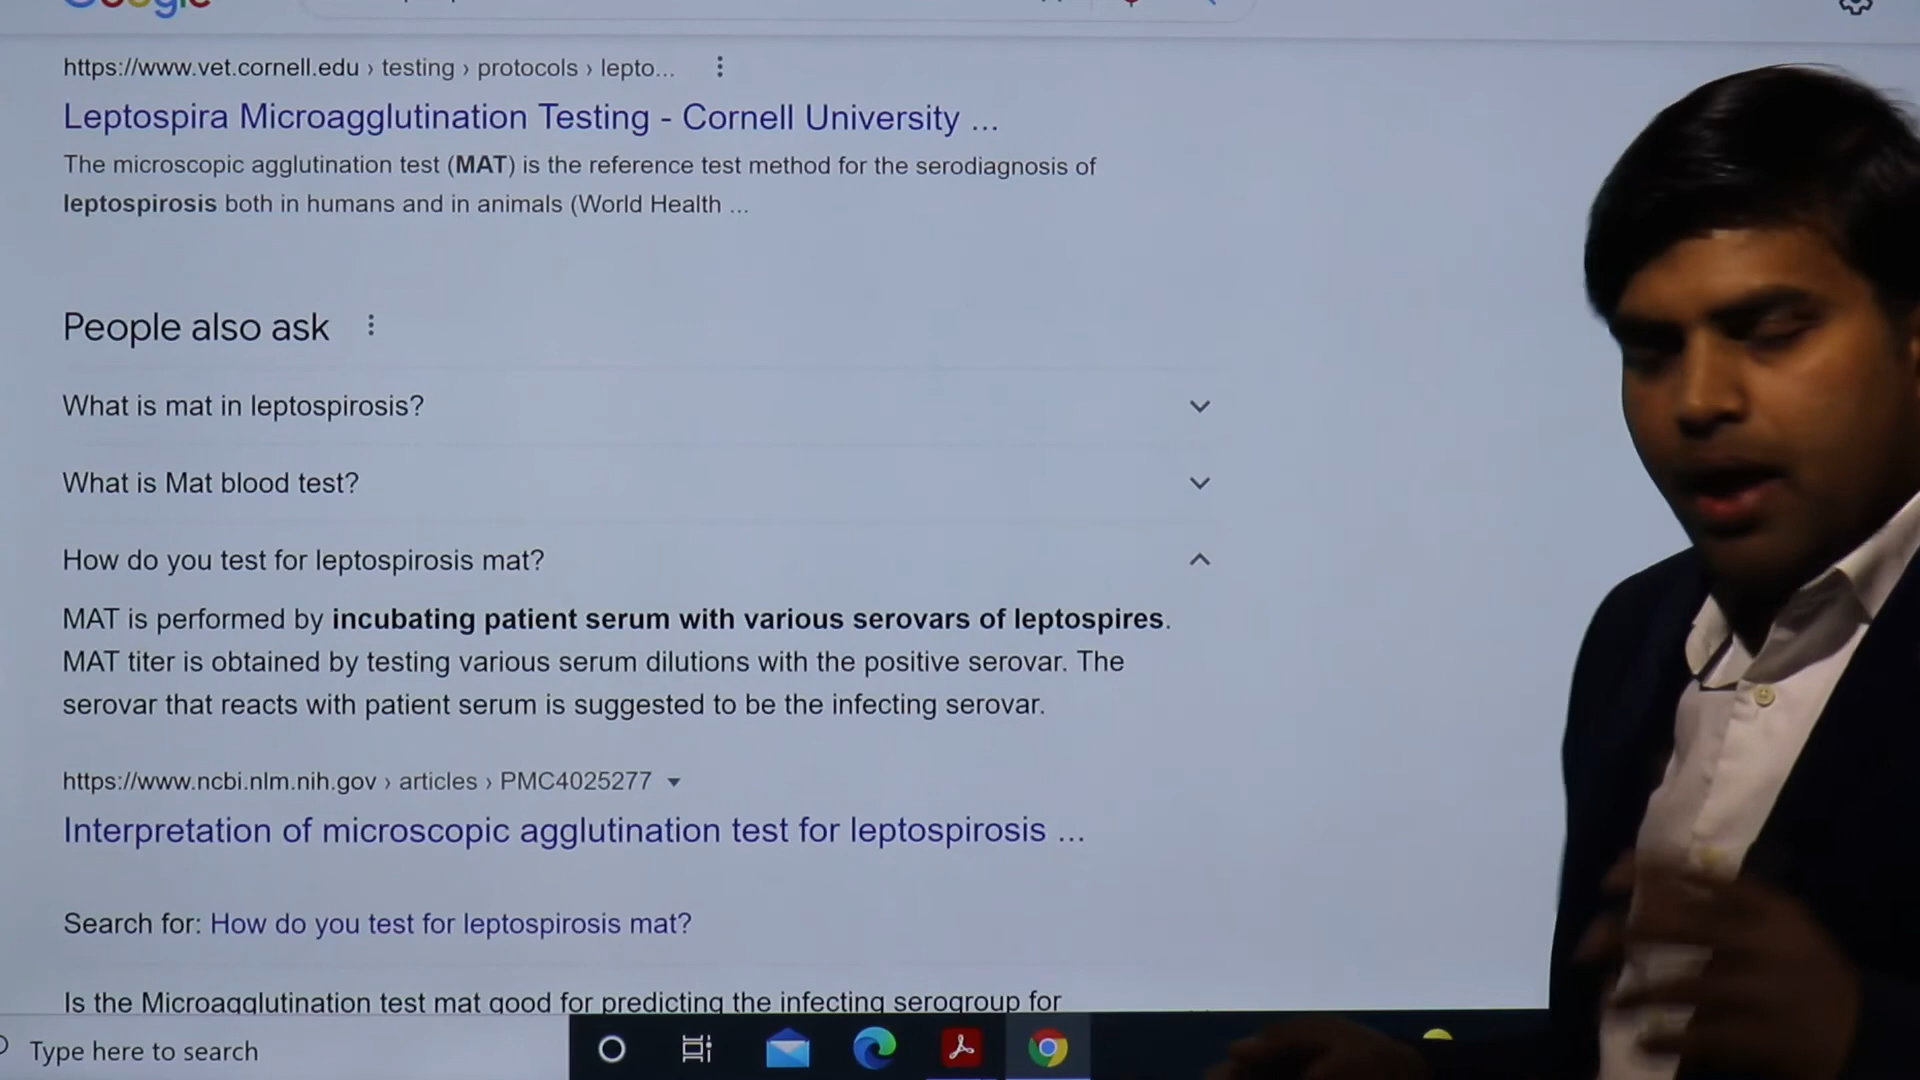 Google
https://www.vet.cornell.edu › testing › protocols › lepto...
Leptospira Microagglutination Testing - Cornell University ...
The microscopic agglutination test (MAT) is the reference test method for the serodiagnosis of
leptospirosis both in humans and in animals (World Health ...
People also ask
What is mat in leptospirosis?
What is Mat blood test?
How do you test for leptospirosis mat?
MAT is performed by incubating patient serum with various serovars of leptospires.
MAT titer is obtained by testing various serum dilutions with the positive serovar. The
serovar that reacts with patient serum is suggested to be the infecting serovar.
https://www.ncbi.nlm.nih.gov › articles › PMC4025277
Interpretation of microscopic agglutination test for leptospirosis ...
Search for: How do you test for leptospirosis mat?
Is the Microagglutination test mat good for predicting the infecting serogroup for
Type here to search